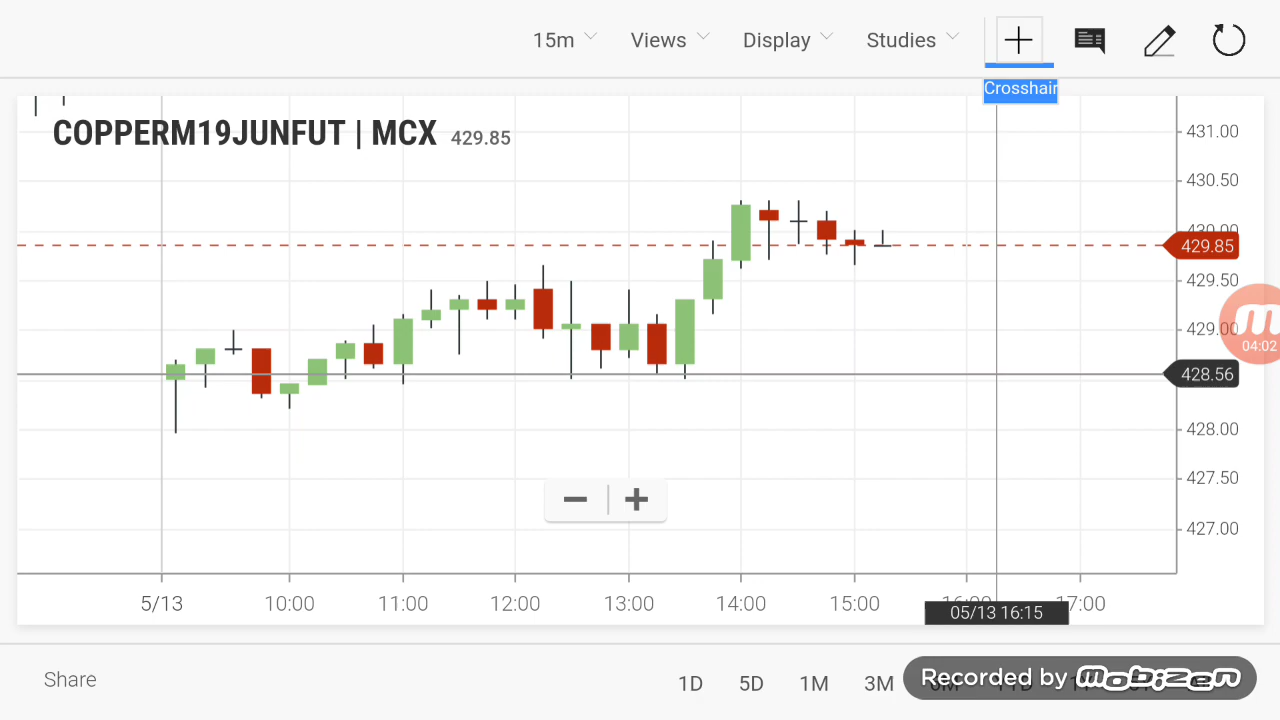 15m Views Display Studies
Crosshair
COPPERM19JUNFUT | MCX 429.85
431.00
430.50
429.85
429.50
429.00
04:02
428.56
428.00
427.50
427.00
5/13 10:00 11:00 12:00 13:00 14:00 15:00 17:00
05/13 16:15
Share 1D 5D 1M 3M
Recorded by mobizen